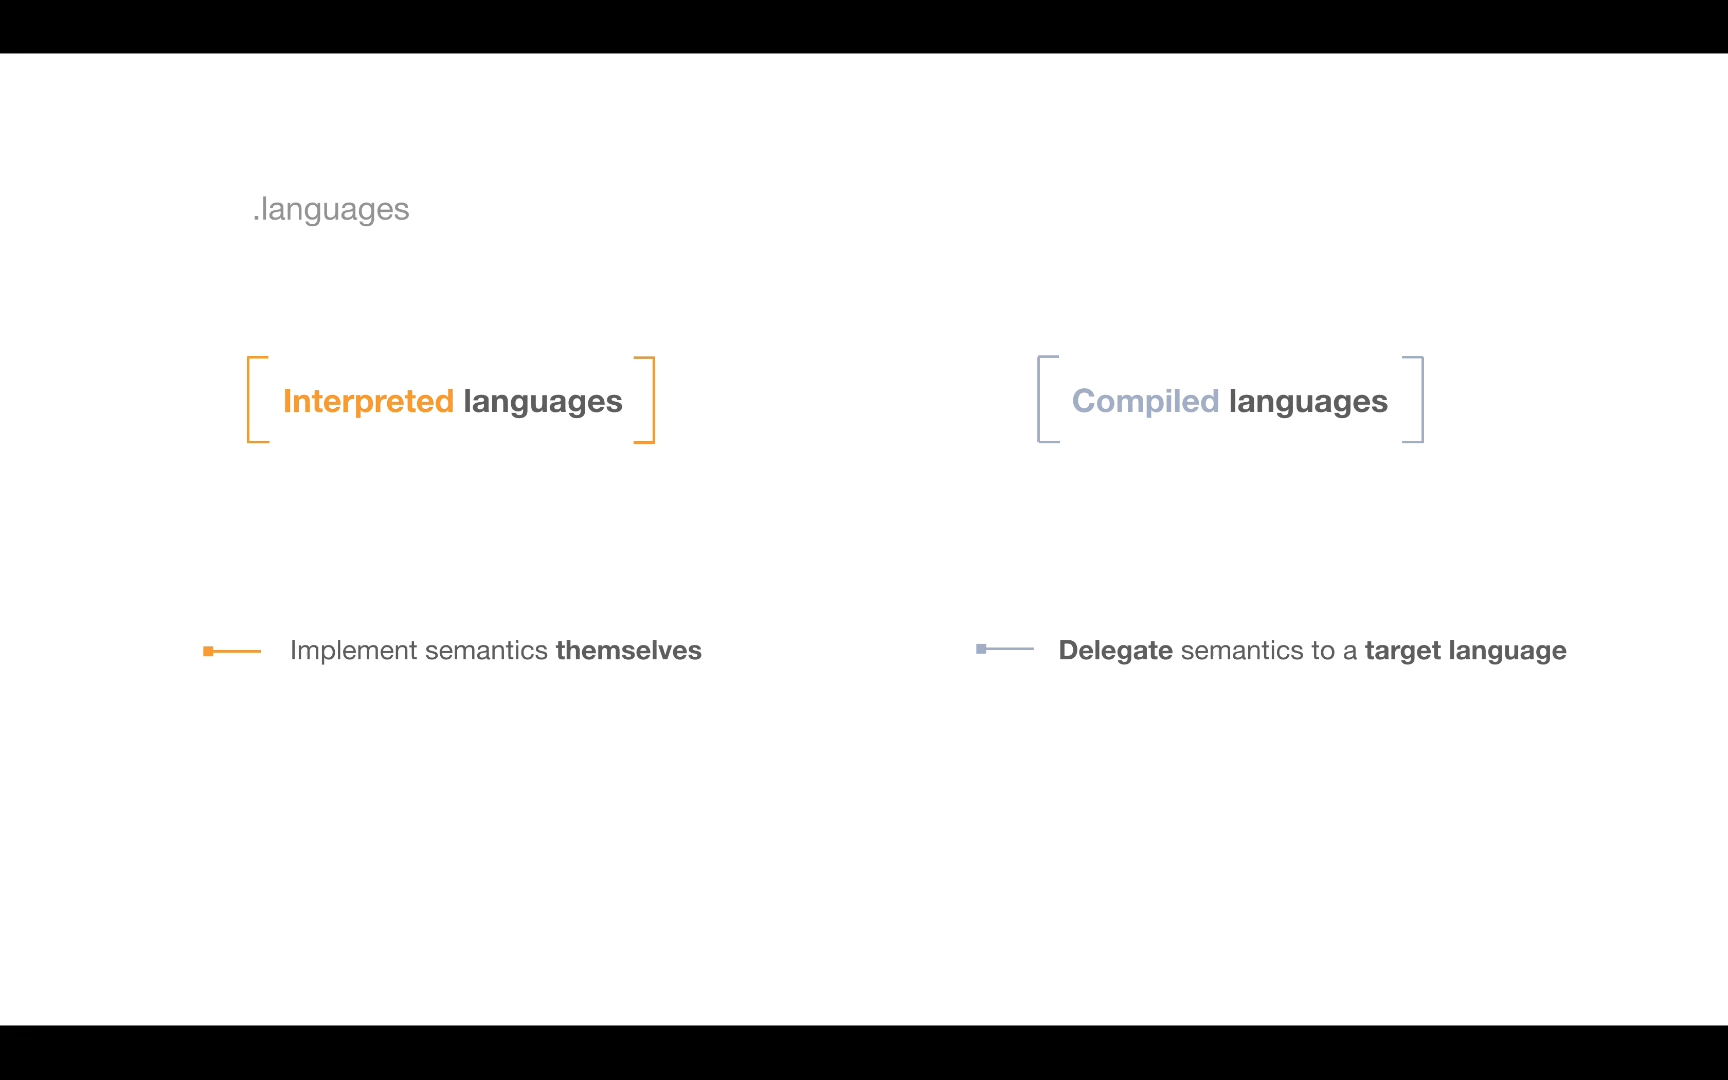 .languages
Interpreted languages
Compiled languages
Implement semantics themselves
Delegate semantics to a target language